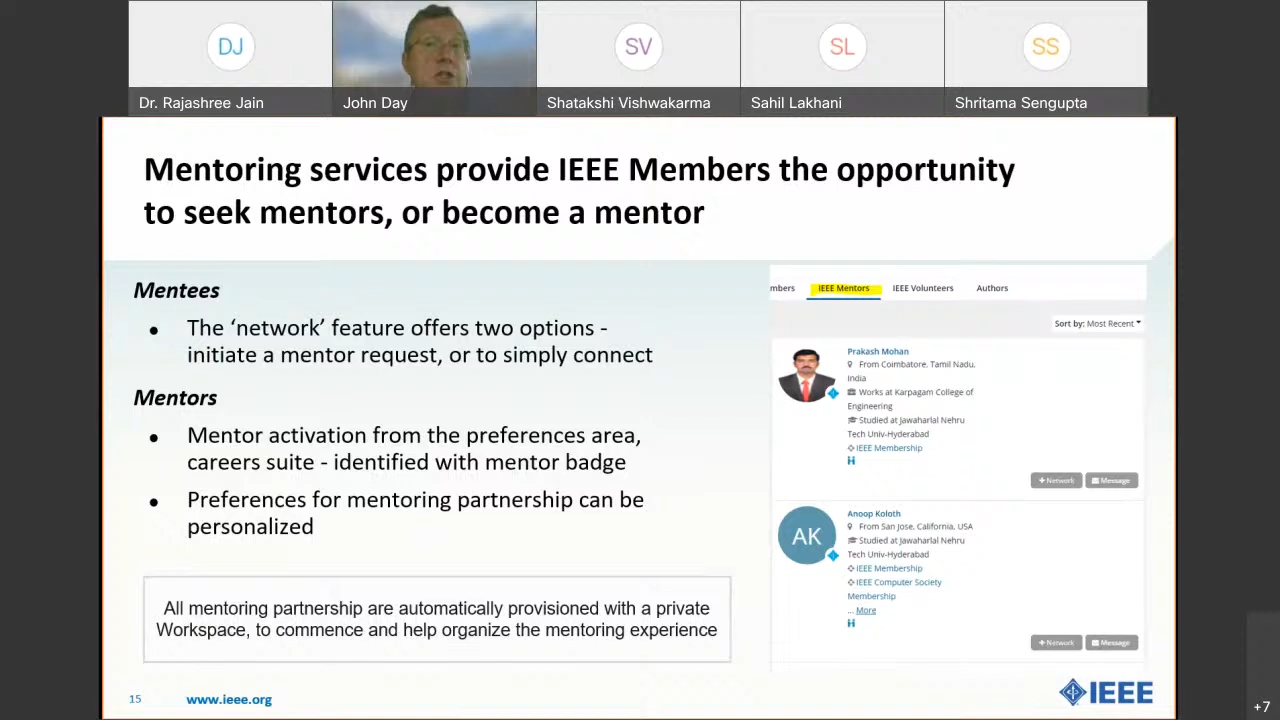 DJ
SV
SL
SS
Dr. Rajashree Jain
John Day
Shatakshi Vishwakarma
Sahil Lakhani
Shritama Sengupta
Mentoring services provide IEEE Members the opportunity
to seek mentors, or become a mentor
Mentees
● The ‘network’ feature offers two options -
initiate a mentor request, or to simply connect
Mentors
● Mentor activation from the preferences area,
careers suite - identified with mentor badge
● Preferences for mentoring partnership can be
personalized
All mentoring partnership are automatically provisioned with a private
Workspace, to commence and help organize the mentoring experience
mbers IEEE Mentors IEEE Volunteers Authors
Sort by: Most Recent
Prakash Mohan
From Coimbatore, Tamil Nadu,
India
Works at Karpagam College of
Engineering
Studied at Jawaharlal Nehru
Tech Univ-Hyderabad
IEEE Membership
+Network Message
AK
Anoop Koloth
From San Jose, California, USA
Studied at Jawaharlal Nehru
Tech Univ-Hyderabad
IEEE Membership
IEEE Computer Society
Membership
... More
+Network Message
15 www.ieee.org
IEEE
+7